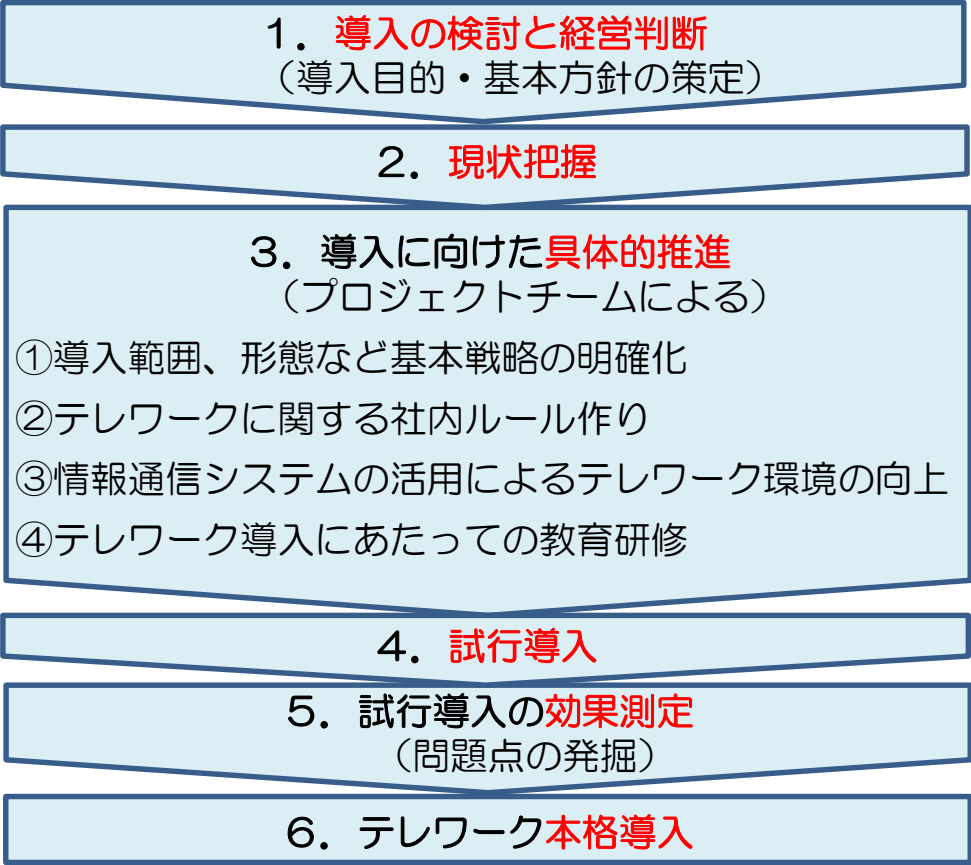 １．導入の検討と経営判断
（導入目的・基本方針の策定）
２．現状把握
３．導入に向けた具体的推進
（プロジェクトチームによる）
①導入範囲、形態など基本戦略の明確化
②テレワークに関する社内ルール作り
③情報通信システムの活用によるテレワーク環境の向上
④テレワーク導入にあたっての教育研修
４．試行導入
５．試行導入の効果測定
（問題点の発掘）
６．テレワーク本格導入